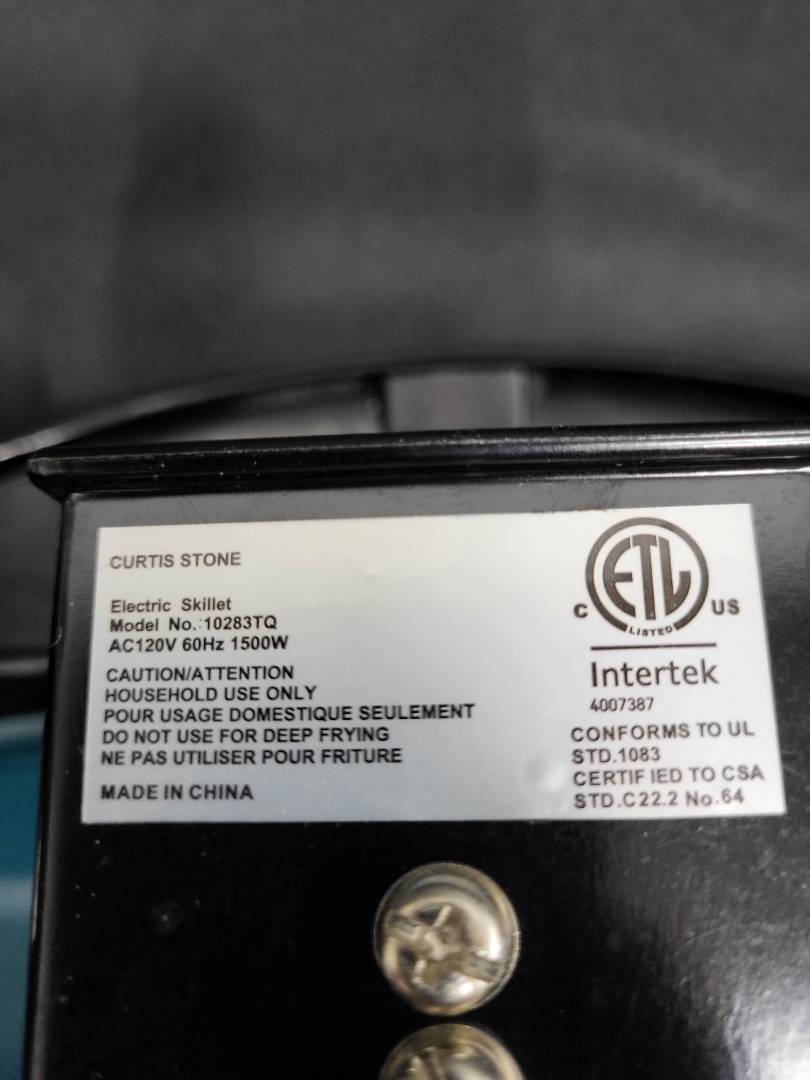 CURTIS STONE
Electric Skillet
Model No.:10283TQ
AC120V 60Hz 1500W
CAUTION/ATTENTION
HOUSEHOLD USE ONLY
POUR USAGE DOMESTIQUE SEULEMENT
DO NOT USE FOR DEEP FRYING
NE PAS UTILISER POUR FRITURE
MADE IN CHINA
ETL
LISTED
C US
Intertek
4007387
CONFORMS TO UL
STD.1083
CERTIF IED TO CSA
STD.C22.2 No.64